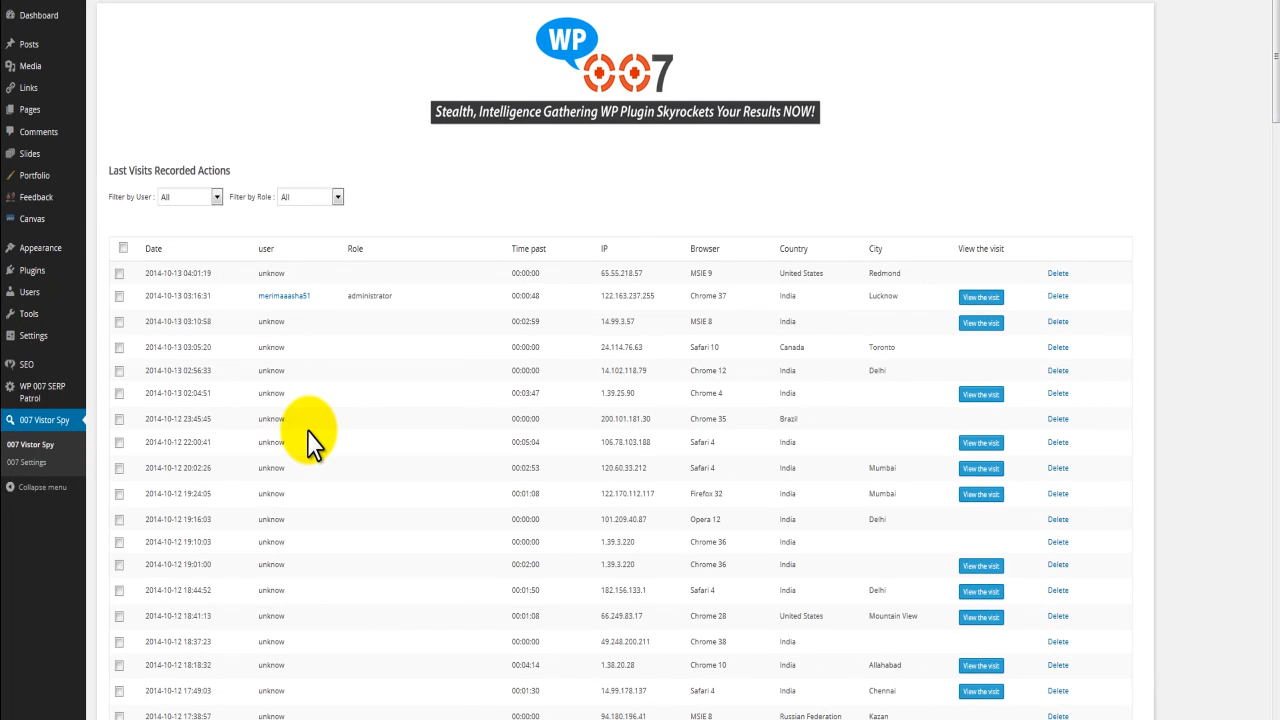 Dashboard
Posts
Media
Links
Pages
Comments
Slides
Portfolio
Feedback
Canvas
Appearance
Plugins
Users
Tools
Settings
SEO
WP 007 SERP
Patrol
007 Vistor Spy
007 Vistor Spy
007 Settings
Collapse menu
WP
007
Stealth, Intelligence Gathering WP Plugin Skyrockets Your Results NOW!
Last Visits Recorded Actions
Filter by User : All Filter by Role : All
Date user Role Time past IP Browser Country City View the visit
2014-10-13 04:01:19 unknow 00:00:00 65.55.218.57 MSIE 9 United States Redmond Delete
2014-10-13 03:16:31 merimaaasha51 administrator 00:00:48 122.163.237.255 Chrome 37 India Lucknow View the visit Delete
2014-10-13 03:10:58 unknow 00:02:59 14.99.3.57 MSIE 8 India View the visit Delete
2014-10-13 03:05:20 unknow 00:00:00 24.114.76.63 Safari 10 Canada Toronto Delete
2014-10-13 02:56:33 unknow 00:00:00 14.102.118.79 Chrome 12 India Delhi Delete
2014-10-13 02:04:51 unknow 00:03:47 1.39.25.90 Chrome 4 India View the visit Delete
2014-10-12 23:45:45 unknow 00:00:00 200.101.181.30 Chrome 35 Brazil Delete
2014-10-12 22:00:41 unknow 00:05:04 106.78.103.188 Safari 4 India View the visit Delete
2014-10-12 20:02:26 unknow 00:02:53 120.60.33.212 Safari 4 India Mumbai View the visit Delete
2014-10-12 19:24:05 unknow 00:01:08 122.170.112.117 Firefox 32 India Mumbai View the visit Delete
2014-10-12 19:16:03 unknow 00:00:00 101.209.40.87 Opera 12 India Delhi Delete
2014-10-12 19:10:03 unknow 00:00:00 1.39.3.220 Chrome 36 India Delete
2014-10-12 19:01:00 unknow 00:02:00 1.39.3.220 Chrome 36 India View the visit Delete
2014-10-12 18:44:52 unknow 00:01:50 182.156.133.1 Safari 4 India Delhi View the visit Delete
2014-10-12 18:41:13 unknow 00:01:08 66.249.83.17 Chrome 28 United States Mountain View View the visit Delete
2014-10-12 18:37:23 unknow 00:00:00 49.248.200.211 Chrome 38 India Delete
2014-10-12 18:18:32 unknow 00:04:14 1.38.20.28 Chrome 10 India Allahabad View the visit Delete
2014-10-12 17:49:03 unknow 00:01:30 14.99.178.137 Safari 4 India Chennai View the visit Delete
2014-10-12 17:38:57 unknow 00:00:00 94.180.196.41 MSIE 8 Russian Federation Kazan Delete